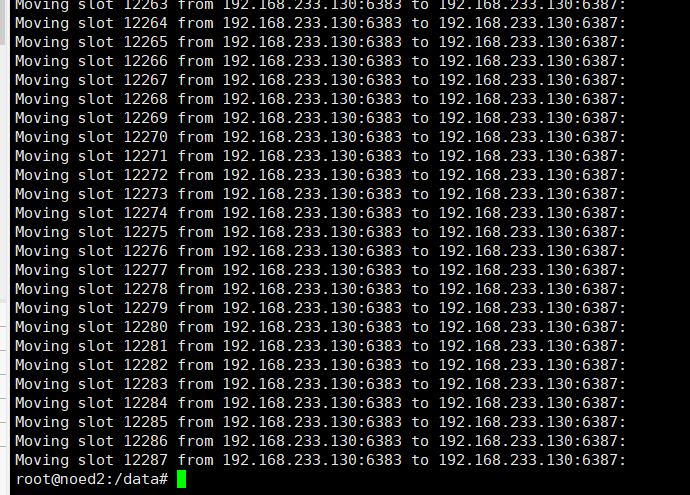 Moving slot 12263 from 192.168.233.130:6383 to 192.168.233.130:6387:
Moving slot 12264 from 192.168.233.130:6383 to 192.168.233.130:6387:
Moving slot 12265 from 192.168.233.130:6383 to 192.168.233.130:6387:
Moving slot 12266 from 192.168.233.130:6383 to 192.168.233.130:6387:
Moving slot 12267 from 192.168.233.130:6383 to 192.168.233.130:6387:
Moving slot 12268 from 192.168.233.130:6383 to 192.168.233.130:6387:
Moving slot 12269 from 192.168.233.130:6383 to 192.168.233.130:6387:
Moving slot 12270 from 192.168.233.130:6383 to 192.168.233.130:6387:
Moving slot 12271 from 192.168.233.130:6383 to 192.168.233.130:6387:
Moving slot 12272 from 192.168.233.130:6383 to 192.168.233.130:6387:
Moving slot 12273 from 192.168.233.130:6383 to 192.168.233.130:6387:
Moving slot 12274 from 192.168.233.130:6383 to 192.168.233.130:6387:
Moving slot 12275 from 192.168.233.130:6383 to 192.168.233.130:6387:
Moving slot 12276 from 192.168.233.130:6383 to 192.168.233.130:6387:
Moving slot 12277 from 192.168.233.130:6383 to 192.168.233.130:6387:
Moving slot 12278 from 192.168.233.130:6383 to 192.168.233.130:6387:
Moving slot 12279 from 192.168.233.130:6383 to 192.168.233.130:6387:
Moving slot 12280 from 192.168.233.130:6383 to 192.168.233.130:6387:
Moving slot 12281 from 192.168.233.130:6383 to 192.168.233.130:6387:
Moving slot 12282 from 192.168.233.130:6383 to 192.168.233.130:6387:
Moving slot 12283 from 192.168.233.130:6383 to 192.168.233.130:6387:
Moving slot 12284 from 192.168.233.130:6383 to 192.168.233.130:6387:
Moving slot 12285 from 192.168.233.130:6383 to 192.168.233.130:6387:
Moving slot 12286 from 192.168.233.130:6383 to 192.168.233.130:6387:
Moving slot 12287 from 192.168.233.130:6383 to 192.168.233.130:6387:
root@noed2:/data#